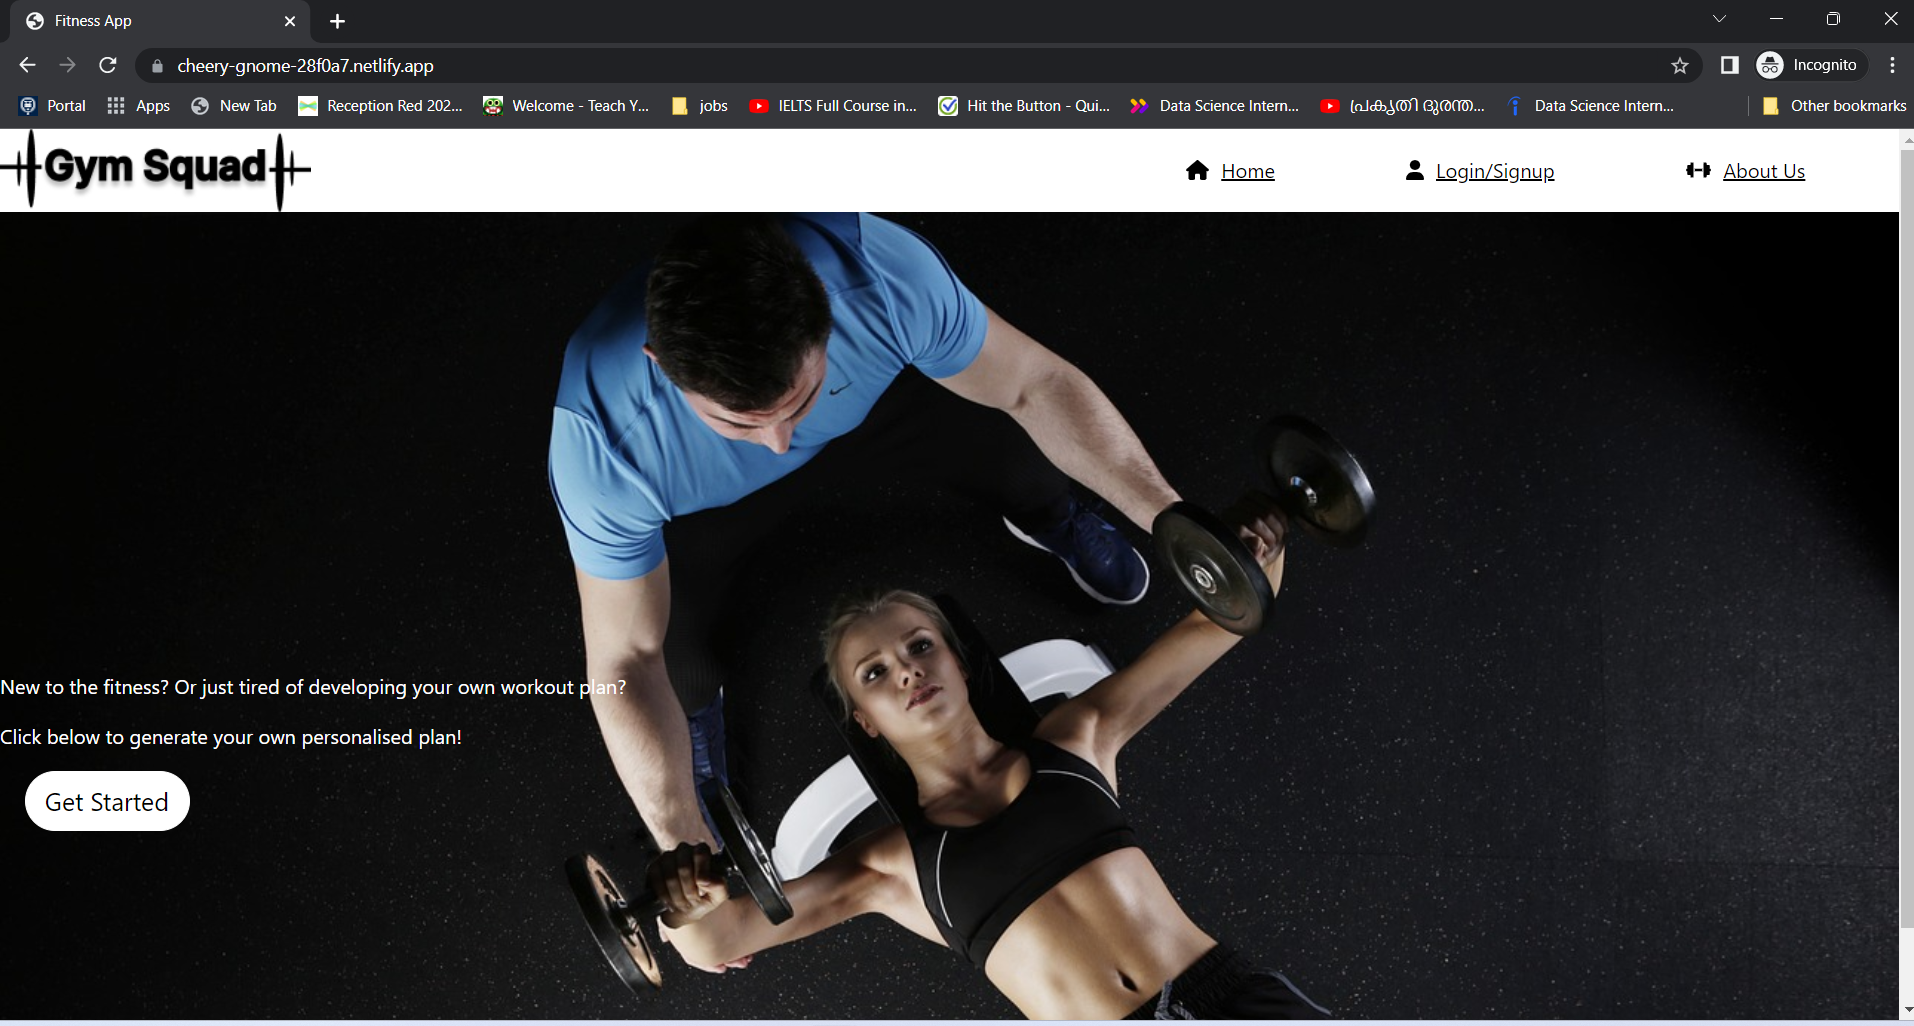 Fitness App
cheery-gnome-28f0a7.netlify.app
Incognito
Portal
Apps
New Tab
Reception Red 202...
Welcome - Teach Y...
jobs
IELTS Full Course in...
Hit the Button - Qui...
Data Science Intern...
പ്രകൃതി ദുരന്ത...
Data Science Intern...
Other bookmarks
Gym Squad
Home
Login/Signup
About Us
New to the fitness? Or just tired of developing your own workout plan?
Click below to generate your own personalised plan!
Get Started